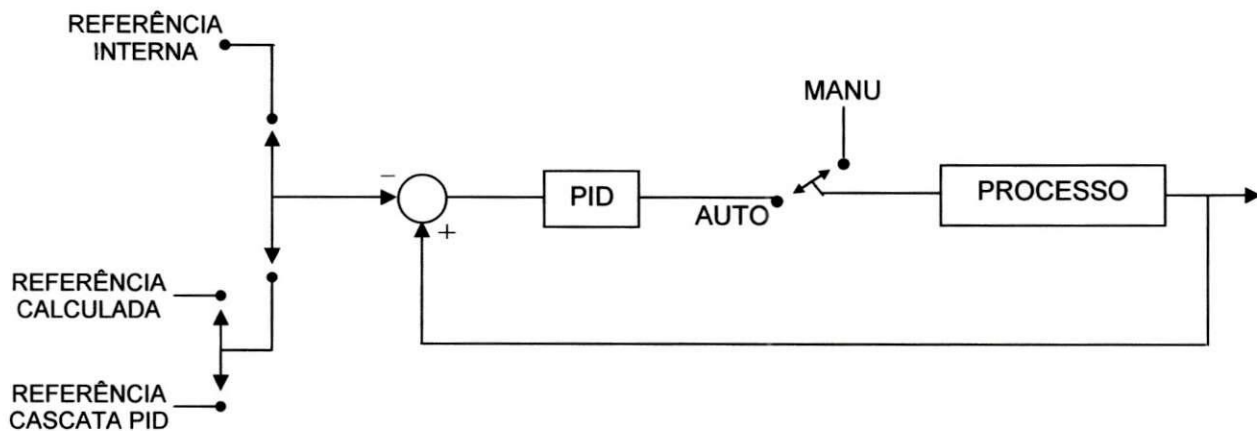 REFERÊNCIA
INTERNA
MANU
−
PID
PROCESSO
AUTO
+
REFERÊNCIA
CALCULADA
REFERÊNCIA
CASCATA PID